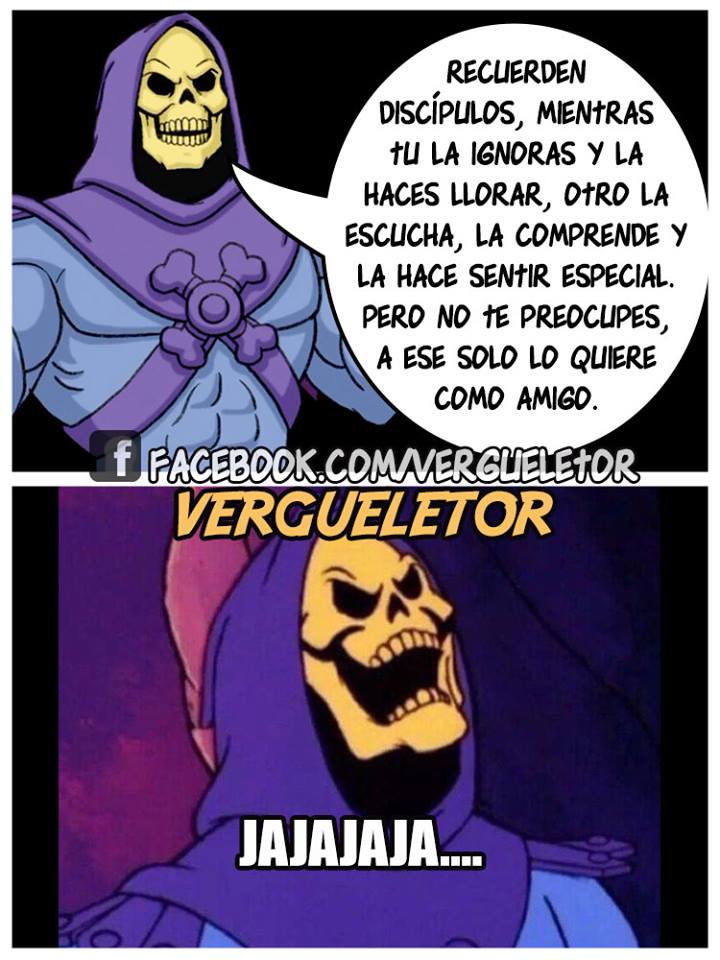 RECUERDEN
DISCÍPULOS, MIENTRAS
TU LA IGNORAS Y LA
HACES LLORAR, OTRO LA
ESCUCHA, LA COMPRENDE Y
LA HACE SENTIR ESPECIAL.
PERO NO TE PREOCUPES,
A ESE SOLO LO QUIERE
COMO AMIGO.
f FACEBOOK.COM/VERGUELETOR
VERGUELETOR
JAJAJAJA....